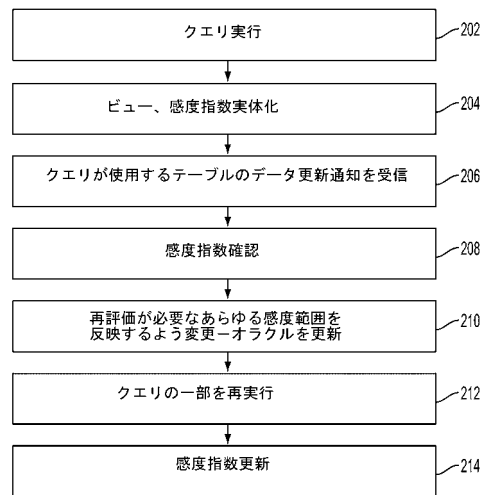 クエリ実行
202
ビュー、感度指数実体化
204
クエリが使用するテーブルのデータ更新通知を受信
206
感度指数確認
208
再評価が必要なあらゆる感度範囲を
反映するよう変更－オラクルを更新
210
クエリの一部を再実行
212
感度指数更新
214